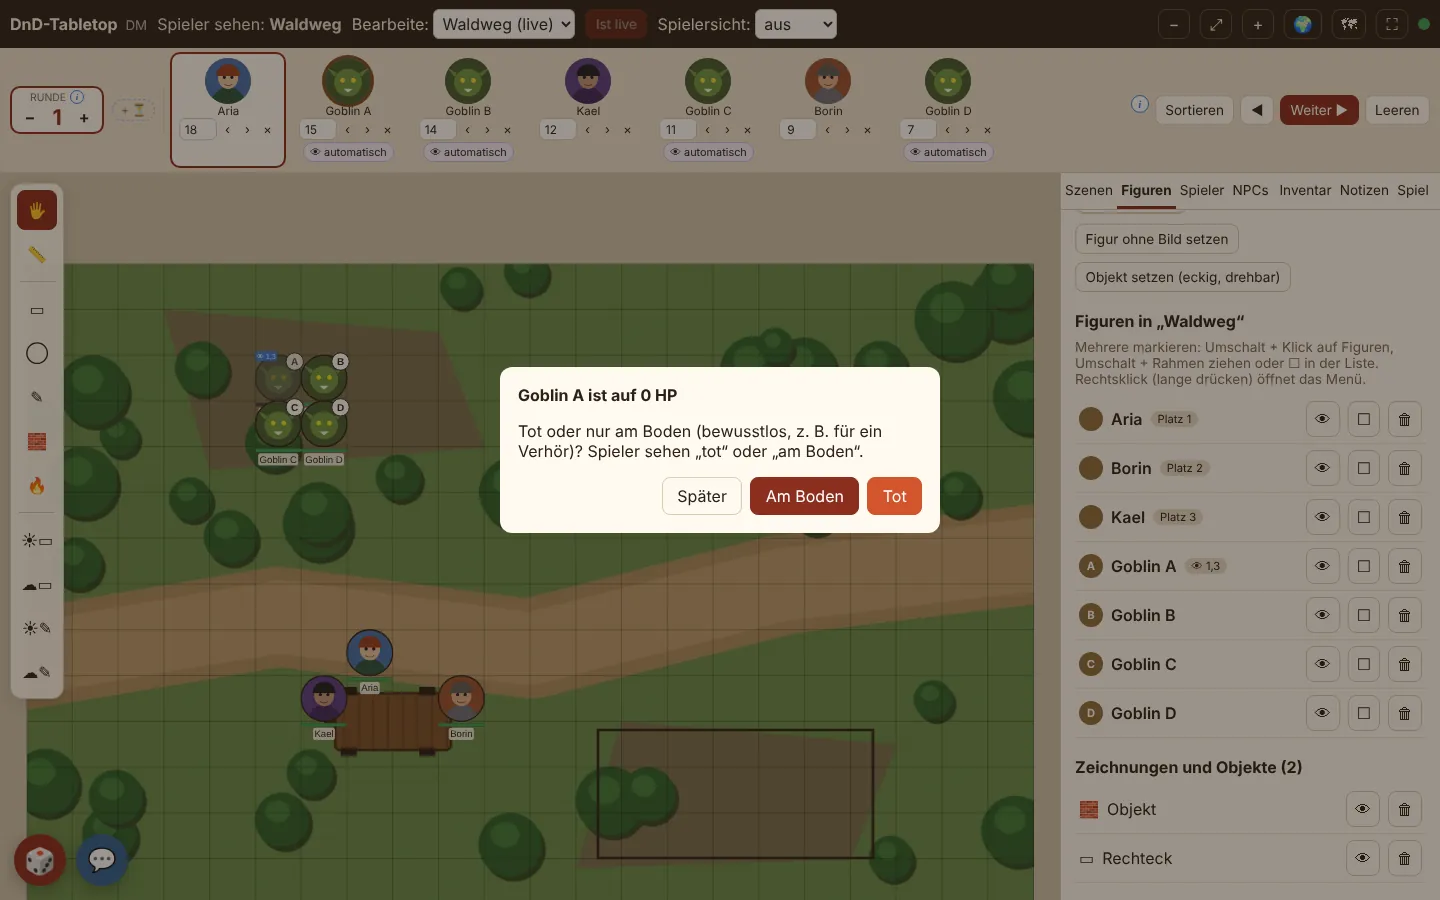 DnD-Tabletop DM Spieler sehen: Waldweg Bearbeite: Waldweg (live) Ist live Spielersicht: aus
RUNDE i
− 1 +
+ ⏳
Aria
18 ‹ › ×
Goblin A
15 ‹ › ×
automatisch
Goblin B
14 ‹ › ×
automatisch
Kael
12 ‹ › ×
Goblin C
11 ‹ › ×
automatisch
Borin
9 ‹ › ×
Goblin D
7 ‹ › ×
automatisch
i Sortieren ◀ Weiter ▶ Leeren
Szenen Figuren Spieler NPCs Inventar Notizen Spiel
Figur ohne Bild setzen
Objekt setzen (eckig, drehbar)
Figuren in „Waldweg“
Mehrere markieren: Umschalt + Klick auf Figuren,
Umschalt + Rahmen ziehen oder ☐ in der Liste.
Rechtsklick (lange drücken) öffnet das Menü.
Aria Platz 1
Borin Platz 2
Kael Platz 3
A Goblin A 1,3
B Goblin B
C Goblin C
D Goblin D
Zeichnungen und Objekte (2)
Objekt
Rechteck
Goblin A ist auf 0 HP
Tot oder nur am Boden (bewusstlos, z. B. für ein
Verhör)? Spieler sehen „tot“ oder „am Boden“.
Später Am Boden Tot
1,3 A B
C D
Goblin C Goblin D
Aria
Kael Borin